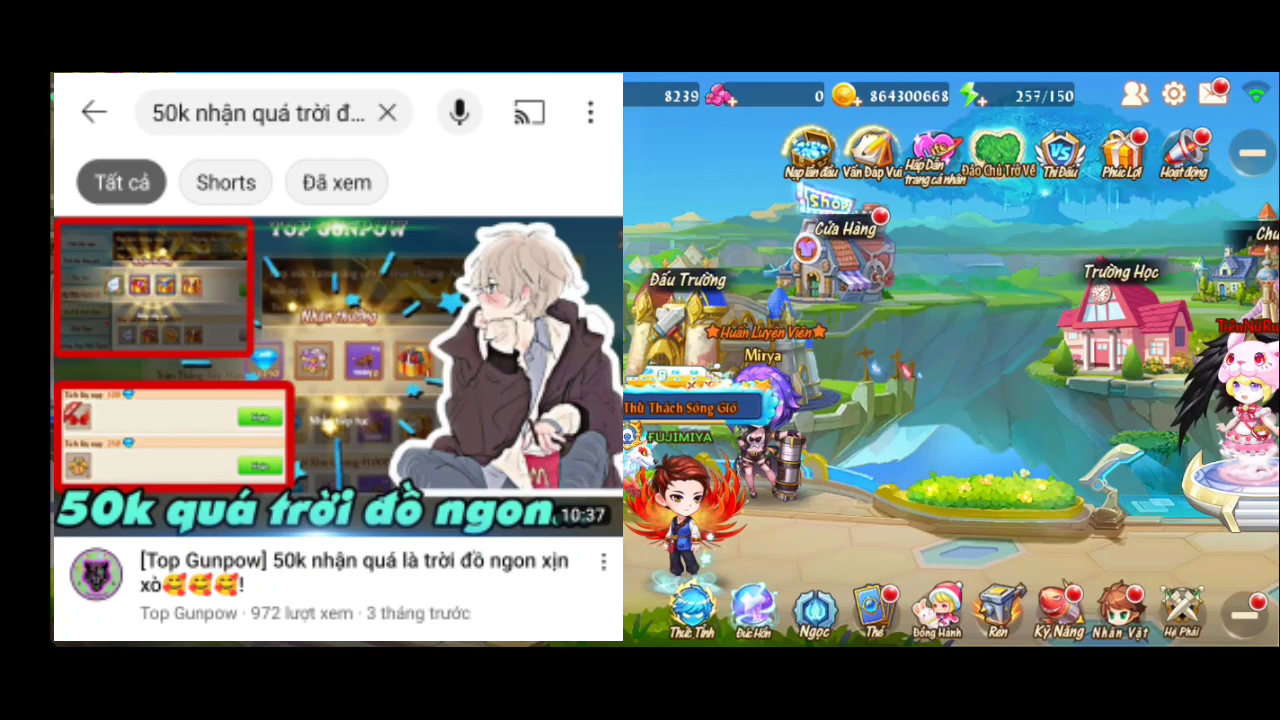 50k nhận quá trời đ...
Tất cả
Shorts
Đã xem
TOP GUNPOW
Nhận thưởng
50k quá trời đồ ngon
10:37
[Top Gunpow] 50k nhận quá là trời đồ ngon xịn
xò🥰🥰🥰!
Top Gunpow · 972 lượt xem · 3 tháng trước
8239
0
864300668
257/150
Nạp lần đầu
Vấn Đáp Vui
Hấp Dẫn
trang cá nhân
Đảo Chủ Trở Về
VS
Thi Đấu
Phúc Lợi
Hoạt động
Shop
Cửa Hàng
Đấu Trường
Trường Học
Huấn Luyện Viên
Mirya
Thử Thách Sóng Gió
FUJIMIYA
Thức Tỉnh
Đúc Hồn
Ngọc
Thẻ
Đồng Hành
Rèn
Kỹ Năng
Nhân Vật
Hệ Phái